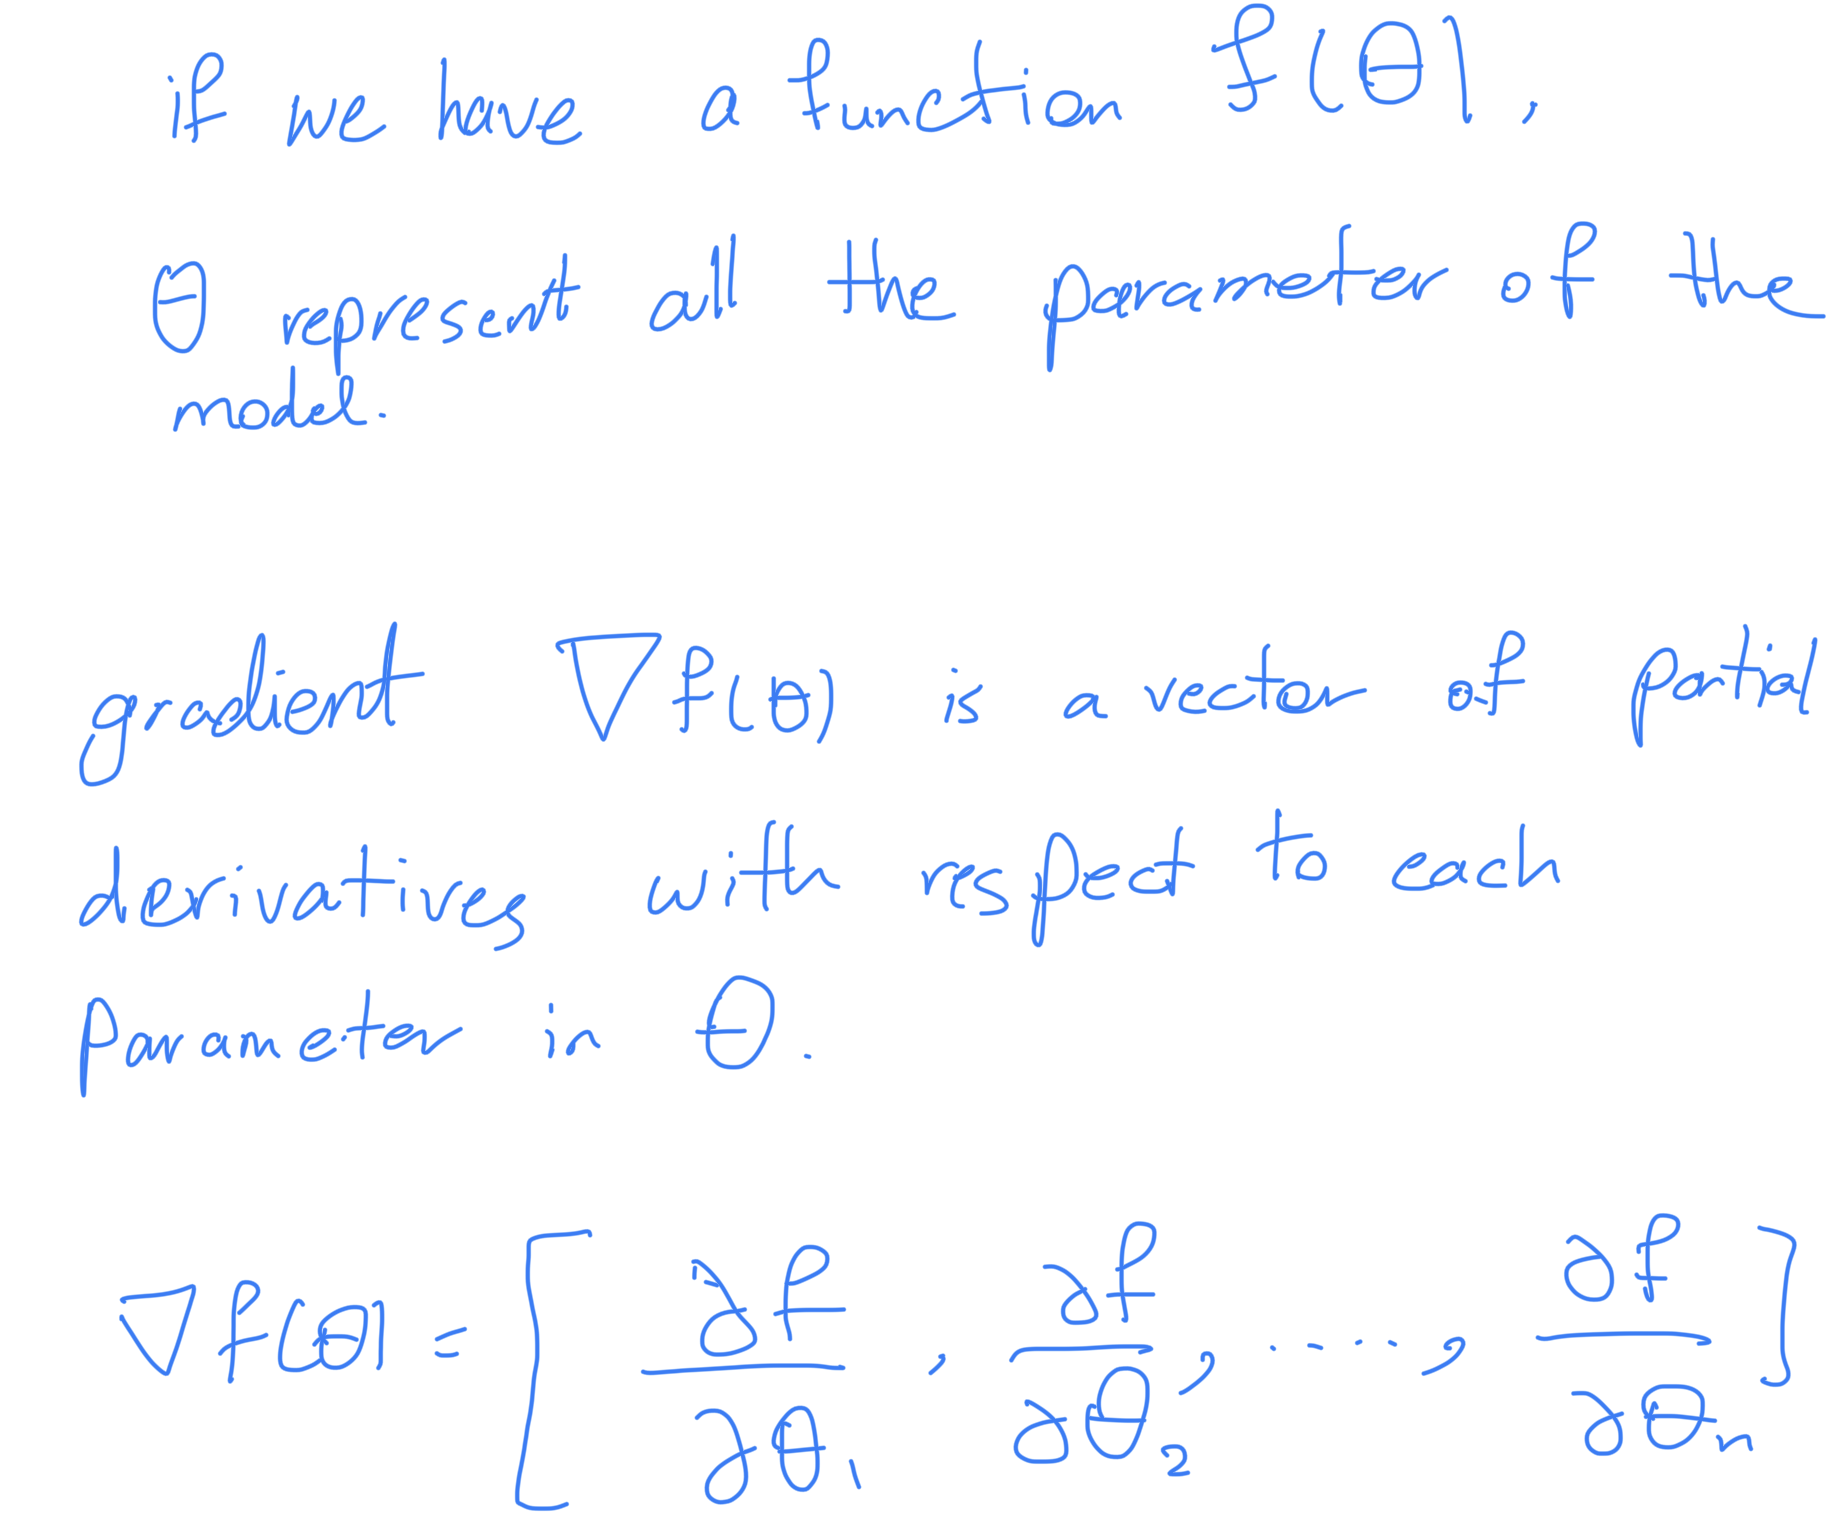 if we have a function f(θ),
θ represent all the parameter of the
model.
gradient ∇f(θ) is a vector of partial
derivatives with respect to each
parameter in θ.
∇f(θ) = [∂f/∂θ₁, ∂f/∂θ₂, ...., ∂f/∂θₙ]